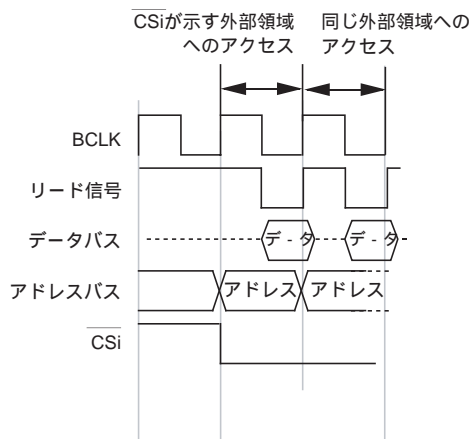 CSiが示す外部領域
へのアクセス
同じ外部領域への
アクセス
BCLK
リード信号
データバス
デ-タ
デ-タ
アドレスバス
アドレス
アドレス
CSi